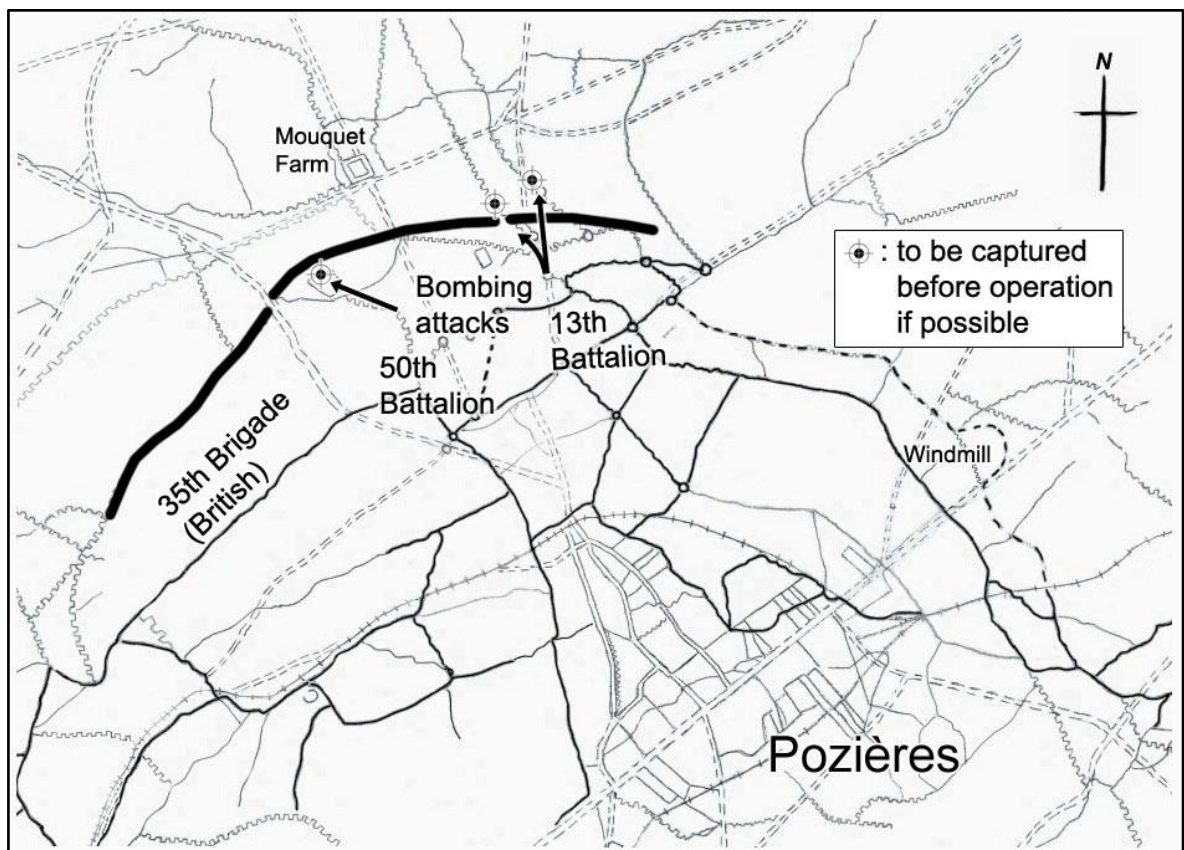 N
Mouquet
Farm
: to be captured
before operation
if possible
Bombing
attacks
13th
Battalion
50th
Battalion
35th Brigade
(British)
Windmill
Pozières